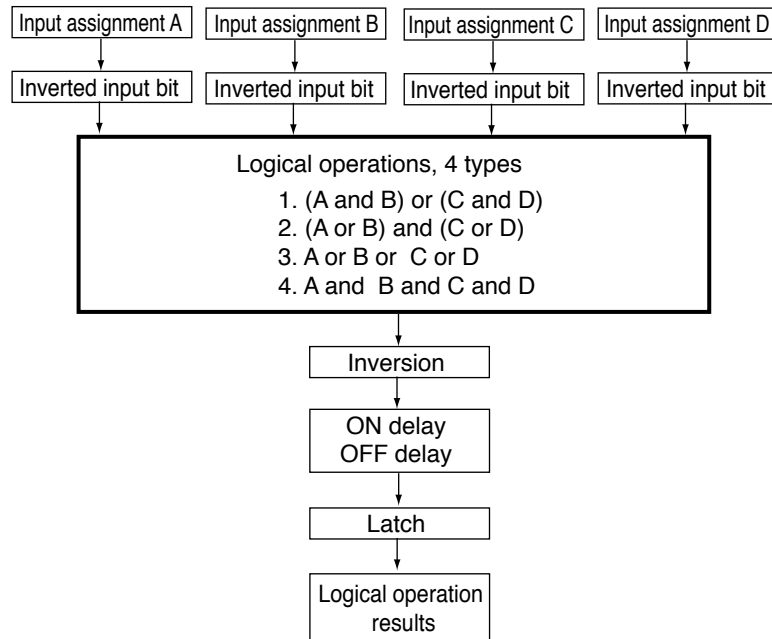 Input assignment A
Input assignment B
Input assignment C
Input assignment D
Inverted input bit
Inverted input bit
Inverted input bit
Inverted input bit
Logical operations, 4 types
1. (A and B) or (C and D)
2. (A or B) and (C or D)
3. A or B or C or D
4. A and B and C and D
Inversion
ON delay
OFF delay
Latch
Logical operation
results